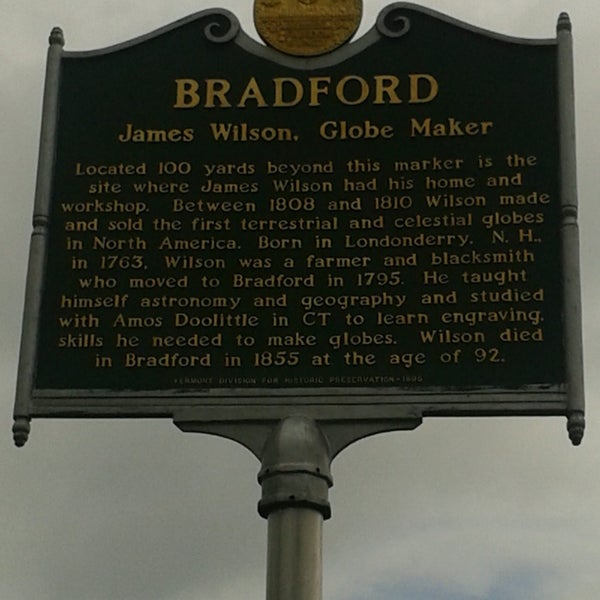 BRADFORD
James Wilson, Globe Maker
Located 100 yards beyond this marker is the
site where James Wilson had his home and
workshop. Between 1808 and 1810 Wilson made
and sold the first terrestrial and celestial globes
in North America. Born in Londonderry, N. H.,
in 1763, Wilson was a farmer and blacksmith
who moved to Bradford in 1795. He taught
himself astronomy and geography and studied
with Amos Doolittle in CT to learn engraving,
skills he needed to make globes. Wilson died
in Bradford in 1855 at the age of 92.
VERMONT DIVISION FOR HISTORIC PRESERVATION-1995